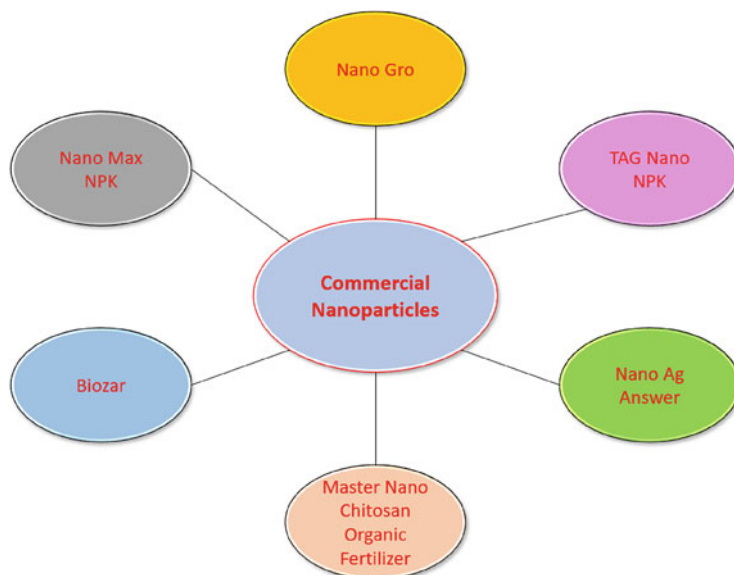 Nano Gro
Nano Max
NPK
TAG Nano
NPK
Commercial
Nanoparticles
Biozar
Nano Ag
Answer
Master Nano
Chitosan
Organic
Fertilizer